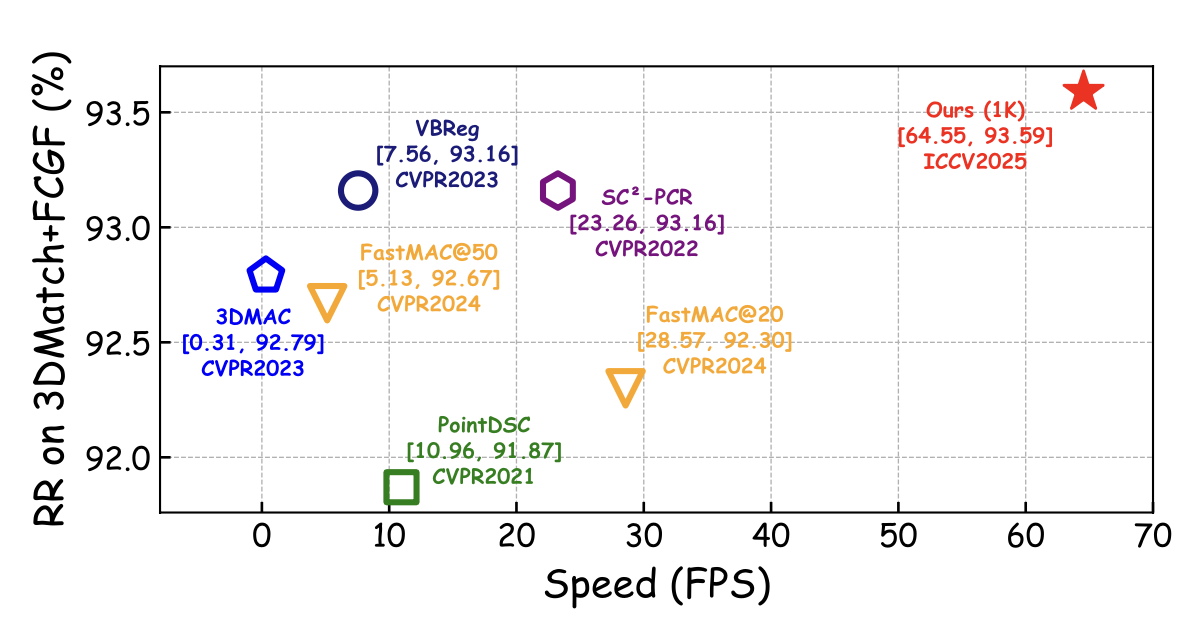 RR on 3DMatch+FCGF (%)
93.5
93.0
92.5
92.0
Ours (1K)
[64.55, 93.59]
ICCV2025
VBReg
[7.56, 93.16]
CVPR2023
SC²-PCR
[23.26, 93.16]
CVPR2022
FastMAC@50
[5.13, 92.67]
CVPR2024
3DMAC
[0.31, 92.79]
CVPR2023
FastMAC@20
[28.57, 92.30]
CVPR2024
PointDSC
[10.96, 91.87]
CVPR2021
0 10 20 30 40 50 60 70
Speed (FPS)